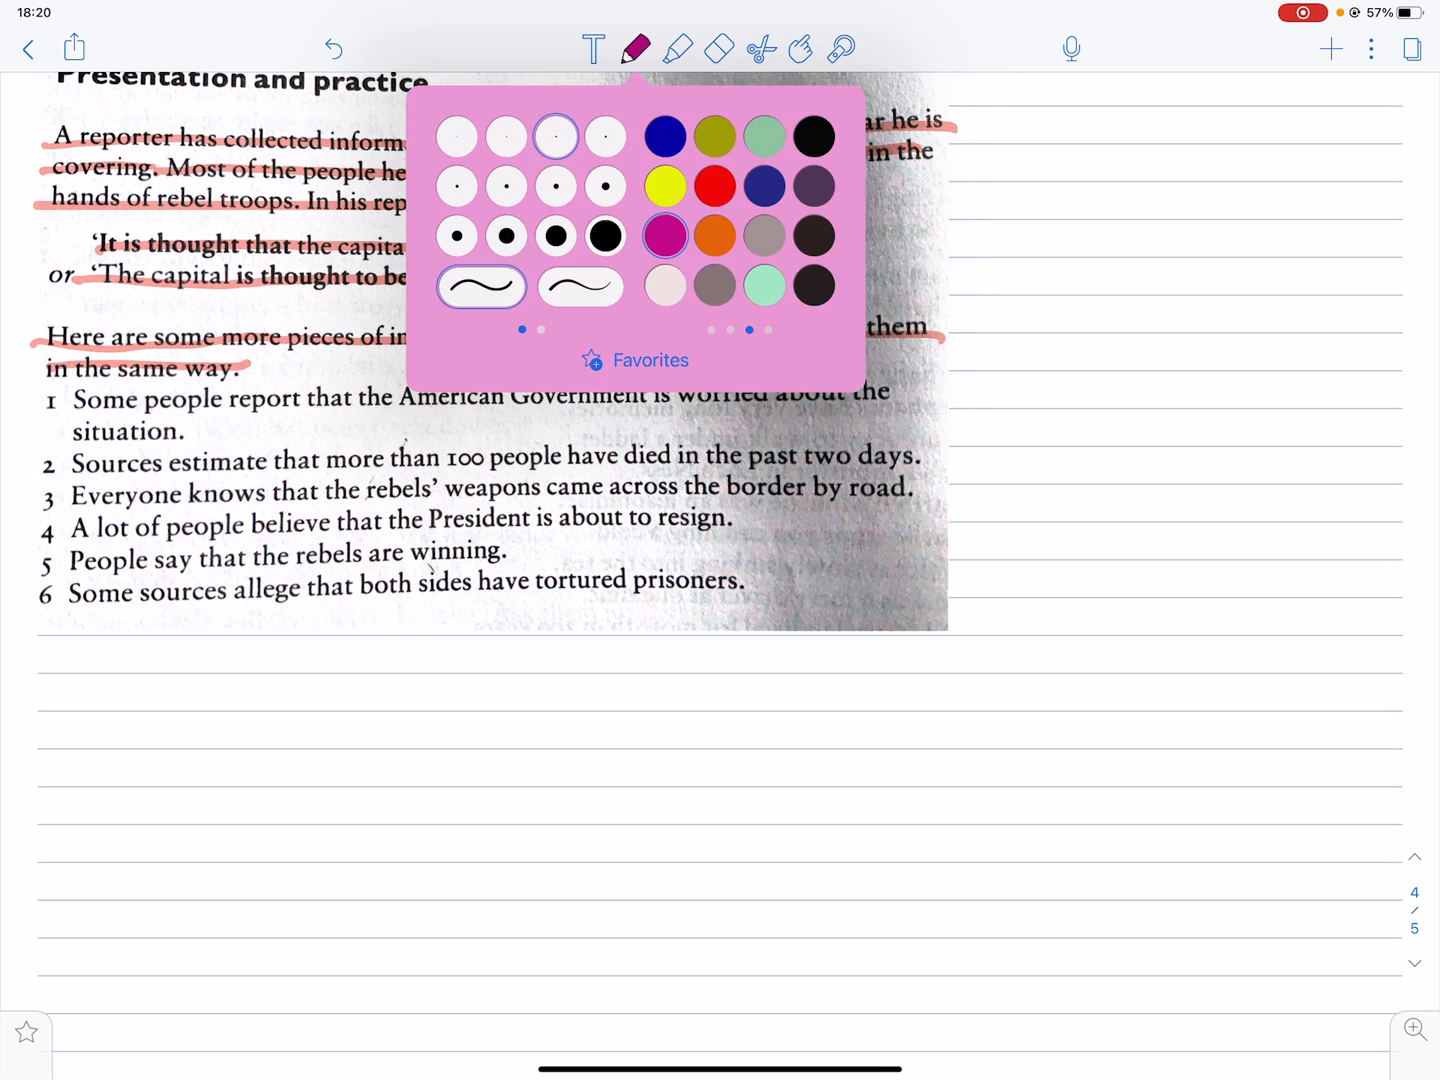 18:20
57%
T
Presentation and practice
A reporter has collected inform
ar he is
covering. Most of the people he
in the
hands of rebel troops. In his rep
'It is thought that the capita
or 'The capital is thought to be
Here are some more pieces of in
them
in the same way.
Favorites
1 Some people report that the American Government is worried about the
situation.
2 Sources estimate that more than 100 people have died in the past two days.
3 Everyone knows that the rebels' weapons came across the border by road.
4 A lot of people believe that the President is about to resign.
5 People say that the rebels are winning.
6 Some sources allege that both sides have tortured prisoners.
4
/
5